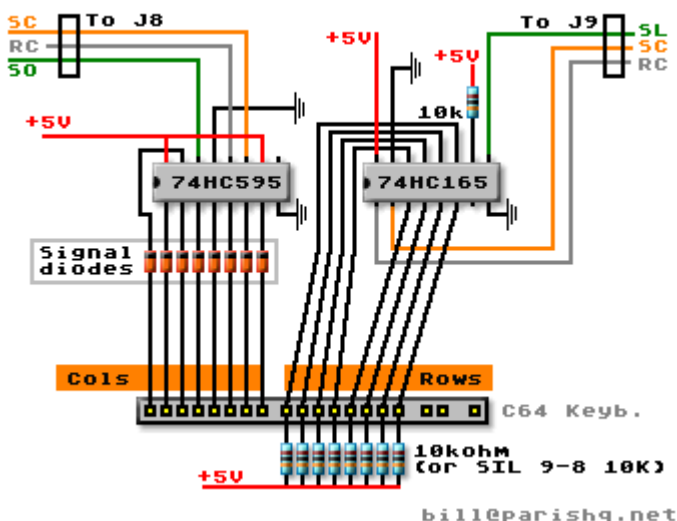 SC
RC
SO
To J8
+5V
+5V
To J9
SL
SC
RC
+5V
10k
74HC595
74HC165
Signal
diodes
Cols
Rows
C64 Keyb.
10kohm
(or SIL 9-8 10K)
+5V
bill@parishq.net